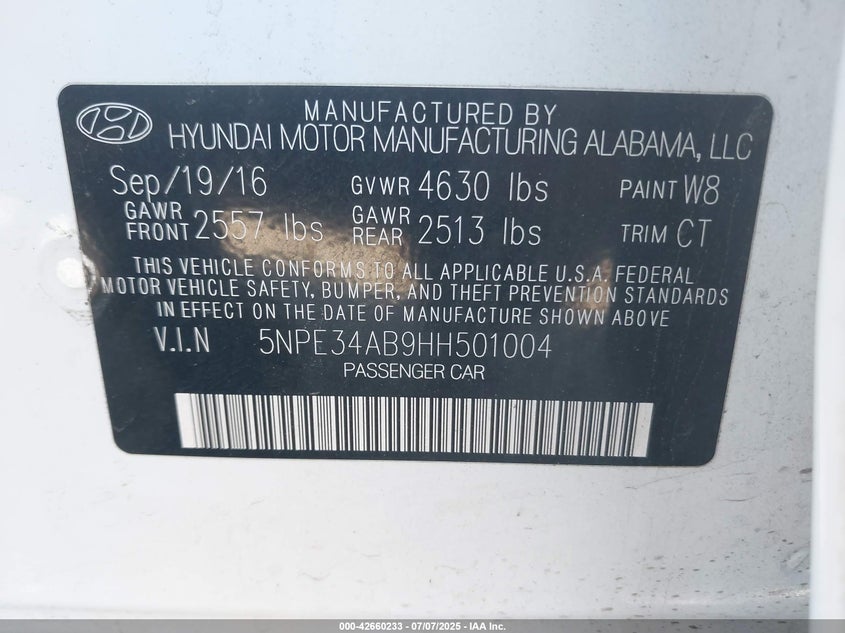 MANUFACTURED BY
HYUNDAI MOTOR MANUFACTURING ALABAMA, LLC
Sep/19/16 GVWR 4630 lbs PAINT W8
GAWR FRONT 2557 lbs GAWR REAR 2513 lbs TRIM CT
THIS VEHICLE CONFORMS TO ALL APPLICABLE U.S.A. FEDERAL
MOTOR VEHICLE SAFETY, BUMPER, AND THEFT PREVENTION STANDARDS
IN EFFECT ON THE DATE OF MANUFACTURE SHOWN ABOVE
V.I.N 5NPE34AB9HH501004
PASSENGER CAR
000-42660233 - 07/07/2025 - IAA Inc.